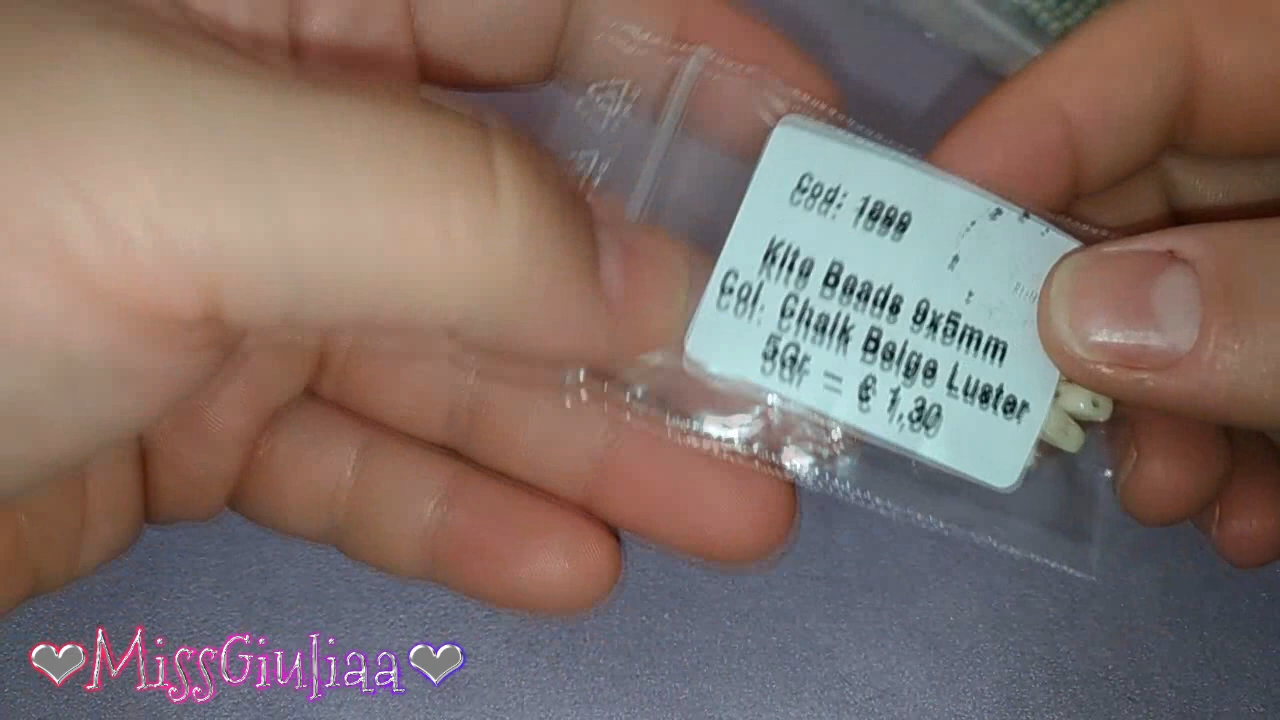 Cod: 1899
Kite Beads 9x5mm
Col: Chalk Beige Luster
5Gr = € 1,30
❤MissGiuliaa❤